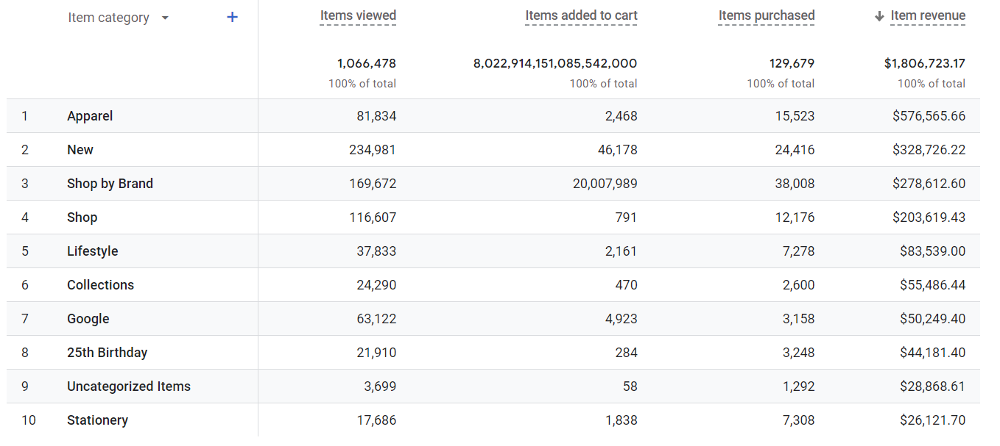 Item category + Items viewed Items added to cart Items purchased ↓ Item revenue
1,066,478 8,022,914,151,085,542,000 129,679 $1,806,723.17
100% of total 100% of total 100% of total 100% of total
1 Apparel 81,834 2,468 15,523 $576,565.66
2 New 234,981 46,178 24,416 $328,726.22
3 Shop by Brand 169,672 20,007,989 38,008 $278,612.60
4 Shop 116,607 791 12,176 $203,619.43
5 Lifestyle 37,833 2,161 7,278 $83,539.00
6 Collections 24,290 470 2,600 $55,486.44
7 Google 63,122 4,923 3,158 $50,249.40
8 25th Birthday 21,910 284 3,248 $44,181.40
9 Uncategorized Items 3,699 58 1,292 $28,868.61
10 Stationery 17,686 1,838 7,308 $26,121.70